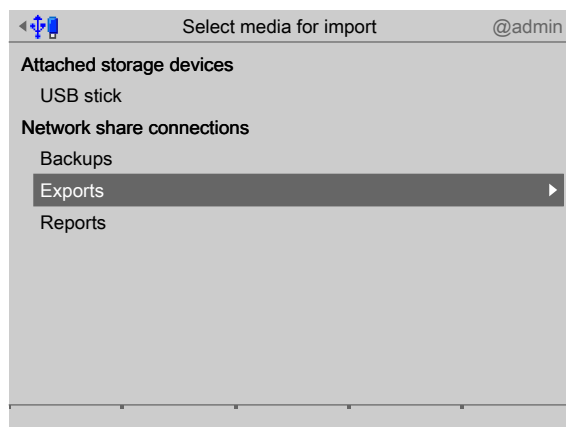 Select media for import @admin
Attached storage devices
USB stick
Network share connections
Backups
Exports
Reports